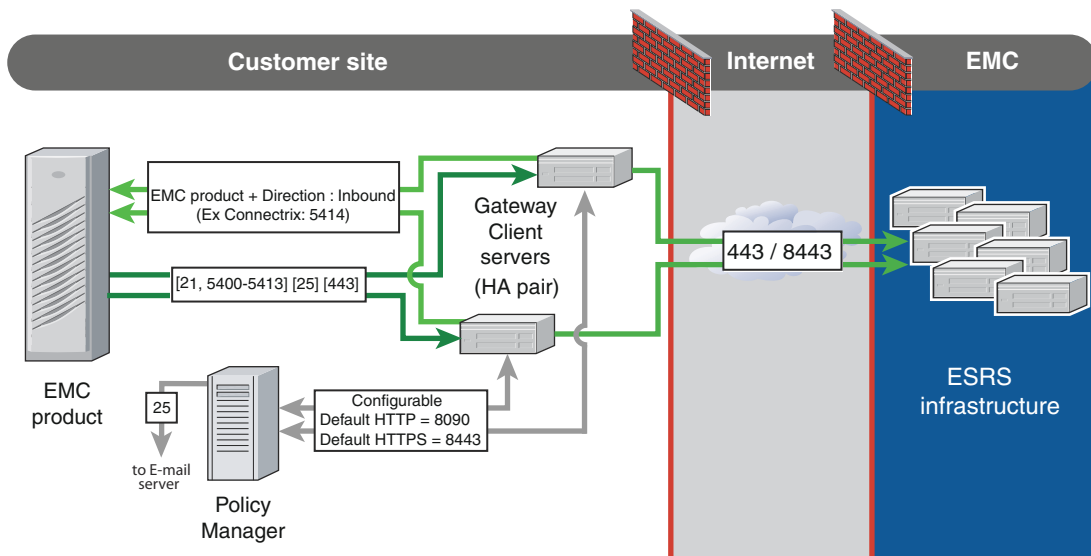 Customer site
Internet
EMC
EMC product + Direction : Inbound
(Ex Connectrix: 5414)
Gateway
Client
servers
(HA pair)
443 / 8443
[21, 5400-5413] [25] [443]
EMC
product
25
to E-mail
server
Configurable
Default HTTP = 8090
Default HTTPS = 8443
Policy
Manager
ESRS
infrastructure